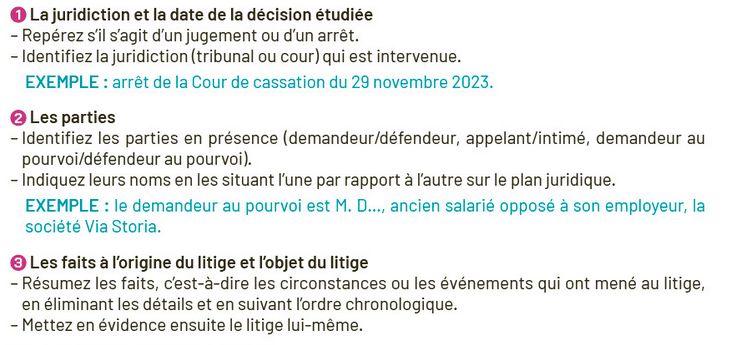 1 La juridiction et la date de la décision étudiée
– Repérez s'il s'agit d'un jugement ou d'un arrêt.
– Identifiez la juridiction (tribunal ou cour) qui est intervenue.
EXEMPLE : arrêt de la Cour de cassation du 29 novembre 2023.
2 Les parties
– Identifiez les parties en présence (demandeur/défendeur, appelant/intimé, demandeur au
pourvoi/défendeur au pourvoi).
– Indiquez leurs noms en les situant l'une par rapport à l'autre sur le plan juridique.
EXEMPLE : le demandeur au pourvoi est M. D…, ancien salarié opposé à son employeur, la
société Via Storia.
3 Les faits à l'origine du litige et l'objet du litige
– Résumez les faits, c'est-à-dire les circonstances ou les événements qui ont mené au litige,
en éliminant les détails et en suivant l'ordre chronologique.
– Mettez en évidence ensuite le litige lui-même.